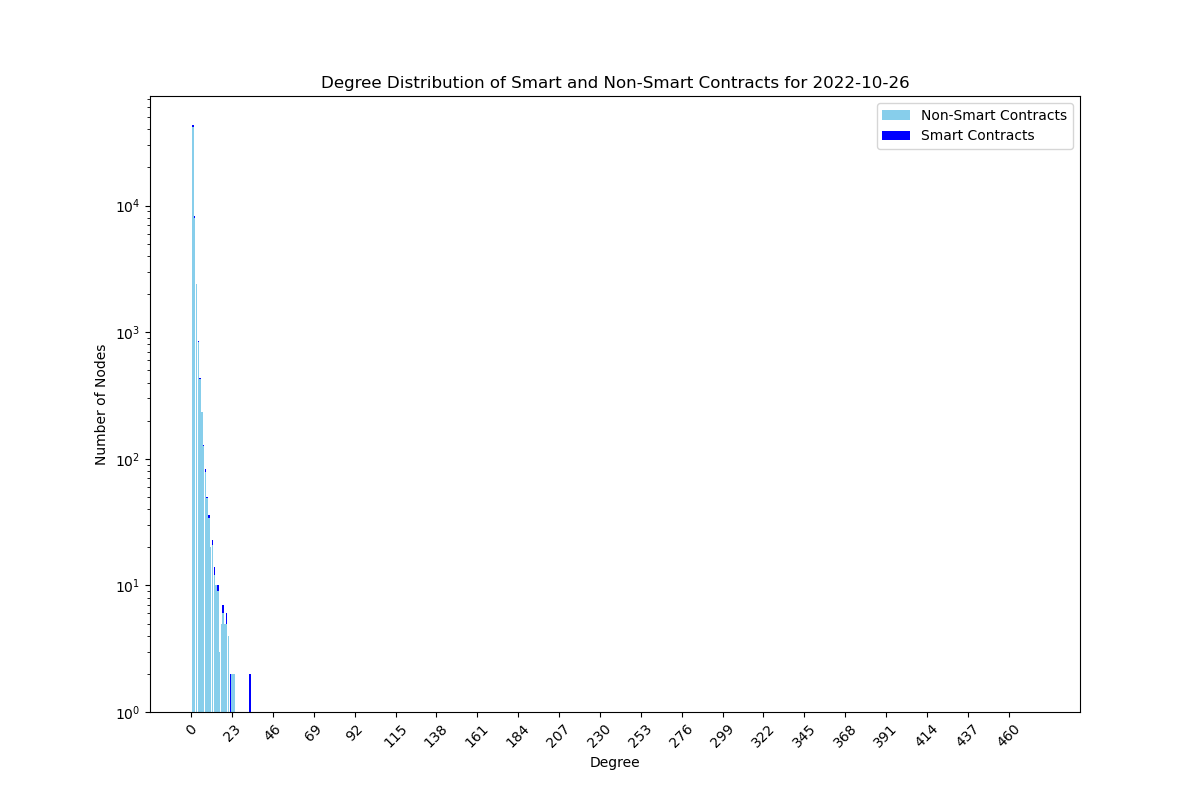 Degree Distribution of Smart and Non-Smart Contracts for 2022-10-26
Non-Smart Contracts
Smart Contracts
10^4
10^3
10^2
10^1
10^0
Number of Nodes
0 23 46 69 92 115 138 161 184 207 230 253 276 299 322 345 368 391 414 437 460
Degree